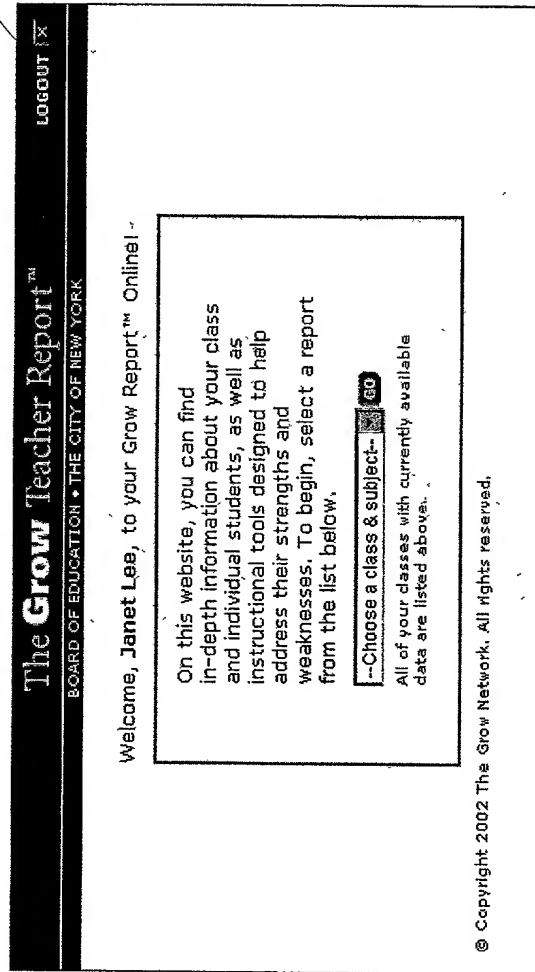 The Grow Teacher Report™
LOGOUT X
BOARD OF EDUCATION • THE CITY OF NEW YORK
Welcome, Janet Lee, to your Grow Report™ Online!
On this website, you can find
in-depth information about your class
and individual students, as well as
instructional tools designed to help
address their strengths and
weaknesses. To begin, select a report
from the list below.
--Choose a class & subject-- GO
All of your classes with currently available
data are listed above.
© Copyright 2002 The Grow Network. All rights reserved.